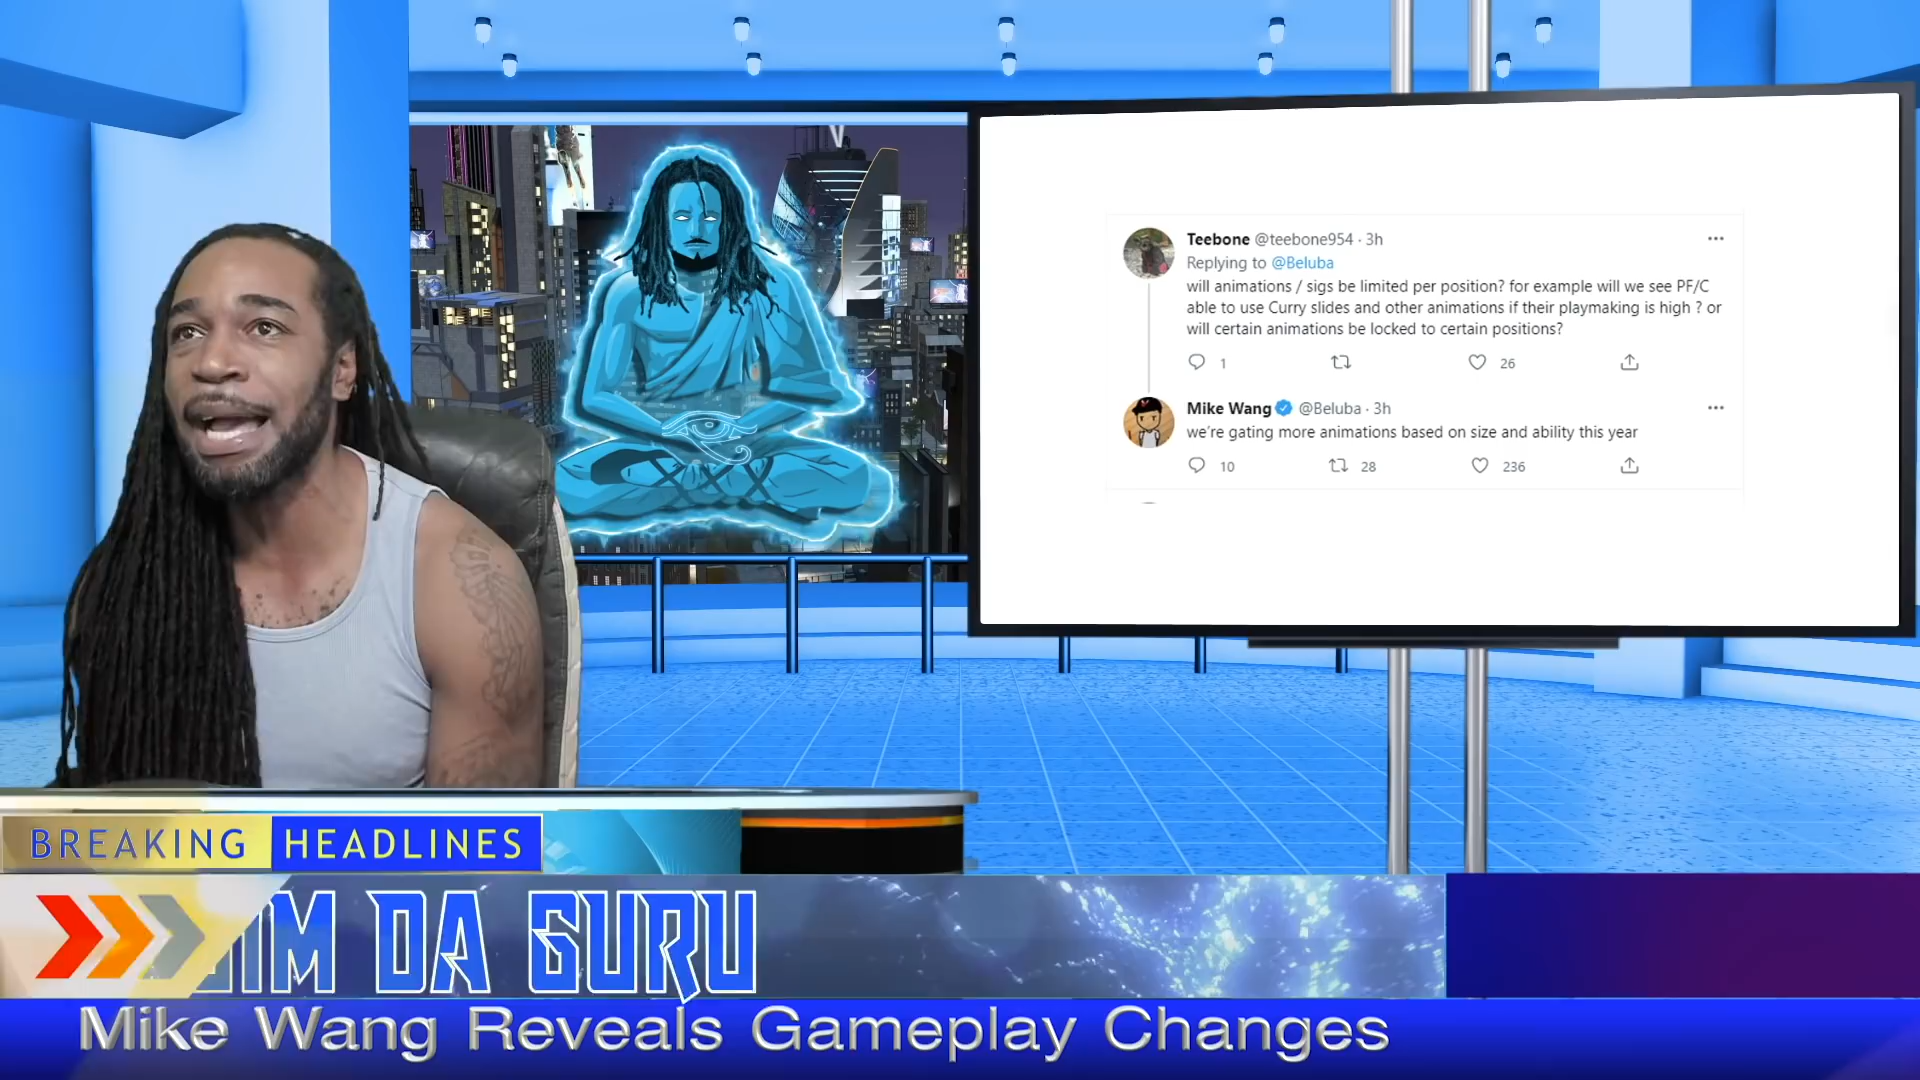 Teebone @teebone954 · 3h
Replying to @Beluba
will animations / sigs be limited per position? for example will we see PF/C
able to use Curry slides and other animations if their playmaking is high ? or
will certain animations be locked to certain positions?
1
26
Mike Wang @Beluba · 3h
we're gating more animations based on size and ability this year
10 28 236
BREAKING HEADLINES
DA GURU
Mike Wang Reveals Gameplay Changes